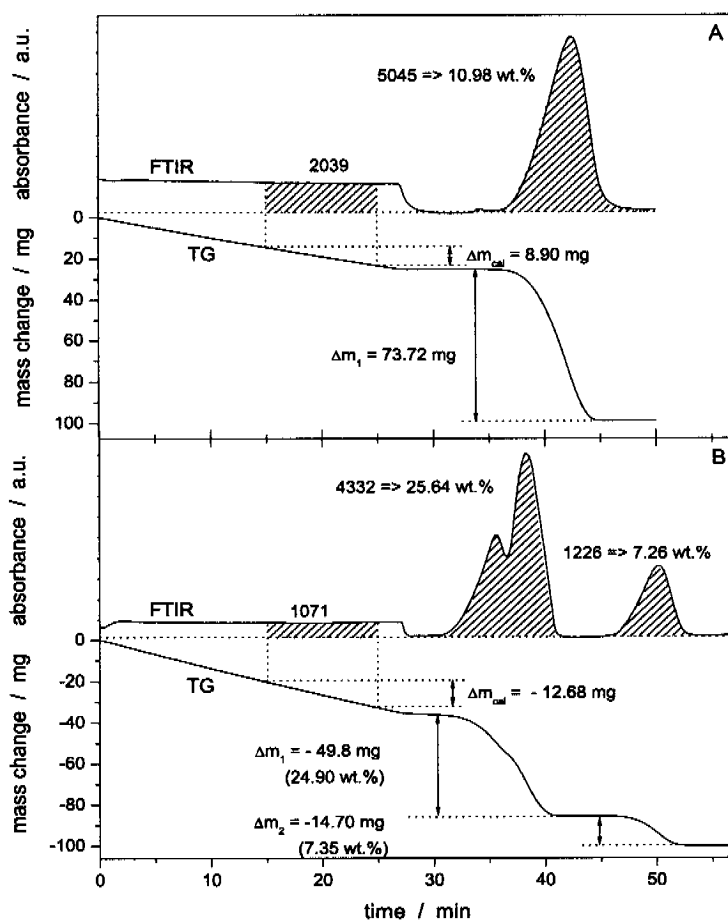 A
5045 => 10.98 wt.%
FTIR
2039
TG
Δm_cal = 8.90 mg
Δm_1 = 73.72 mg
absorbance / a.u.
mass change / mg
0
20
40
60
80
100
B
4332 => 25.64 wt.%
1226 => 7.26 wt.%
FTIR
1071
TG
Δm_cal = - 12.68 mg
Δm_1 = - 49.8 mg
(24.90 wt.%)
Δm_2 = -14.70 mg
(7.35 wt.%)
absorbance / a.u.
mass change / mg
0
-20
-40
-60
-80
-100
0
10
20
30
40
50
time / min